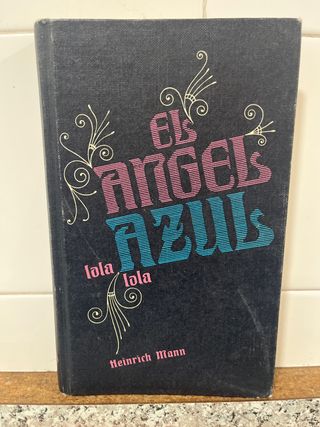 EL
ANGEL
AZUL
lola
lola
Heinrich Mann